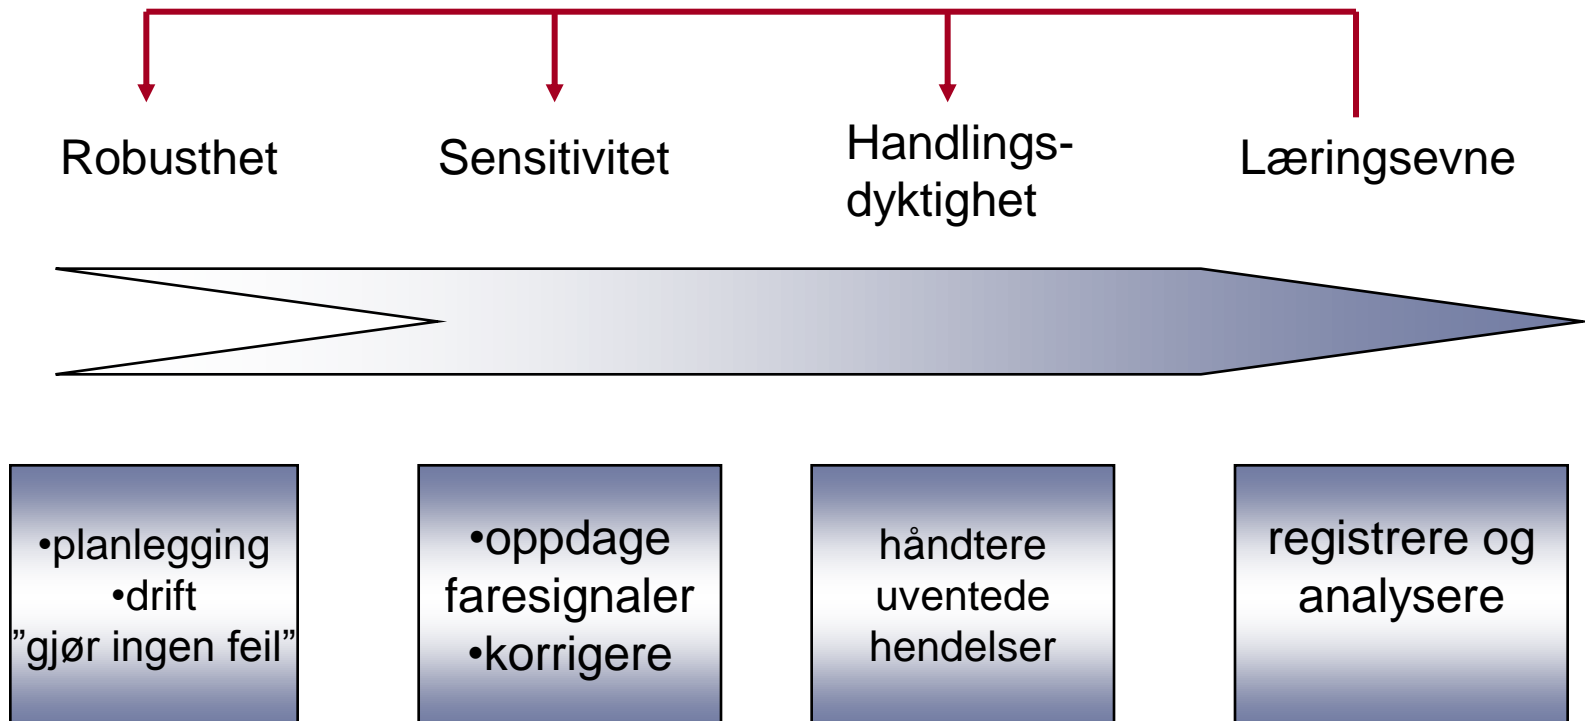 Robusthet
Sensitivitet
Handlings-
dyktighet
Læringsevne
•planlegging
•drift
”gjør ingen feil”
•oppdage
faresignaler
•korrigere
håndtere
uventede
hendelser
registrere og
analysere